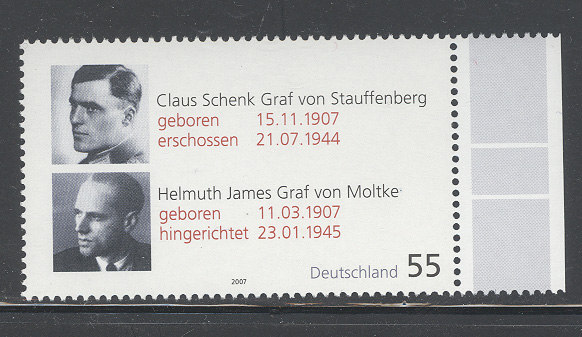 Claus Schenk Graf von Stauffenberg
geboren 15.11.1907
erschossen 21.07.1944
Helmuth James Graf von Moltke
geboren 11.03.1907
hingerichtet 23.01.1945
Deutschland 55
2007